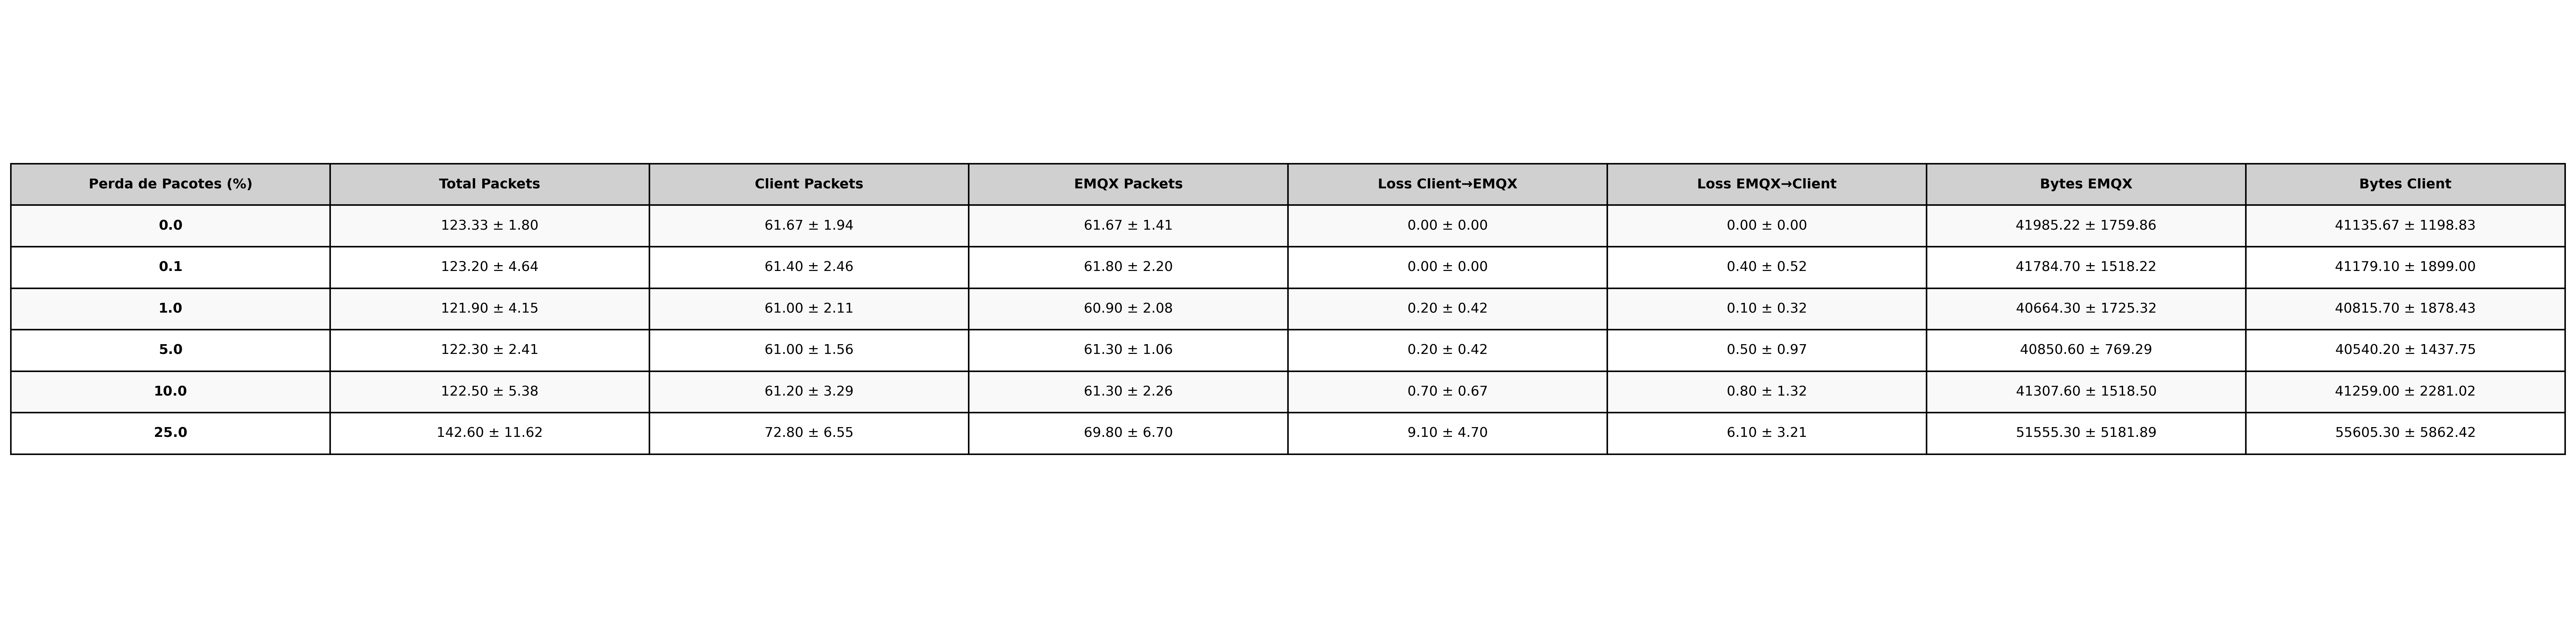 Perda de Pacotes (%) Total Packets Client Packets EMQX Packets Loss Client→EMQX Loss EMQX→Client Bytes EMQX Bytes Client
0.0 123.33 ± 1.80 61.67 ± 1.94 61.67 ± 1.41 0.00 ± 0.00 0.00 ± 0.00 41985.22 ± 1759.86 41135.67 ± 1198.83
0.1 123.20 ± 4.64 61.40 ± 2.46 61.80 ± 2.20 0.00 ± 0.00 0.40 ± 0.52 41784.70 ± 1518.22 41179.10 ± 1899.00
1.0 121.90 ± 4.15 61.00 ± 2.11 60.90 ± 2.08 0.20 ± 0.42 0.10 ± 0.32 40664.30 ± 1725.32 40815.70 ± 1878.43
5.0 122.30 ± 2.41 61.00 ± 1.56 61.30 ± 1.06 0.20 ± 0.42 0.50 ± 0.97 40850.60 ± 769.29 40540.20 ± 1437.75
10.0 122.50 ± 5.38 61.20 ± 3.29 61.30 ± 2.26 0.70 ± 0.67 0.80 ± 1.32 41307.60 ± 1518.50 41259.00 ± 2281.02
25.0 142.60 ± 11.62 72.80 ± 6.55 69.80 ± 6.70 9.10 ± 4.70 6.10 ± 3.21 51555.30 ± 5181.89 55605.30 ± 5862.42